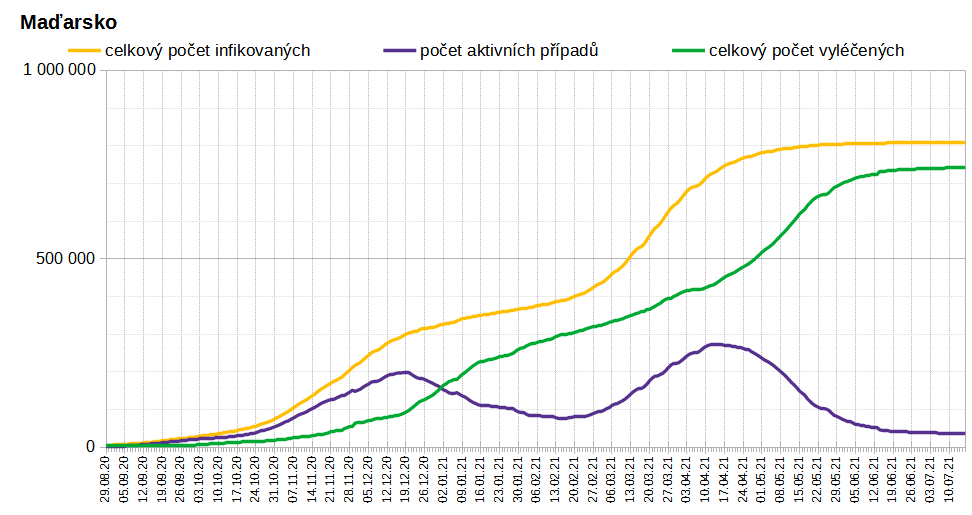 Maďarsko
celkový počet infikovaných počet aktivních případů celkový počet vyléčených
1 000 000
500 000
0
29.08.20 05.09.20 12.09.20 19.09.20 26.09.20 03.10.20 10.10.20 17.10.20 24.10.20 31.10.20 07.11.20 14.11.20 21.11.20 28.11.20 05.12.20 12.12.20 19.12.20 26.12.20 02.01.21 09.01.21 16.01.21 23.01.21 30.01.21 06.02.21 13.02.21 20.02.21 27.02.21 06.03.21 13.03.21 20.03.21 27.03.21 03.04.21 10.04.21 17.04.21 24.04.21 01.05.21 08.05.21 15.05.21 22.05.21 29.05.21 05.06.21 12.06.21 19.06.21 26.06.21 03.07.21 10.07.21